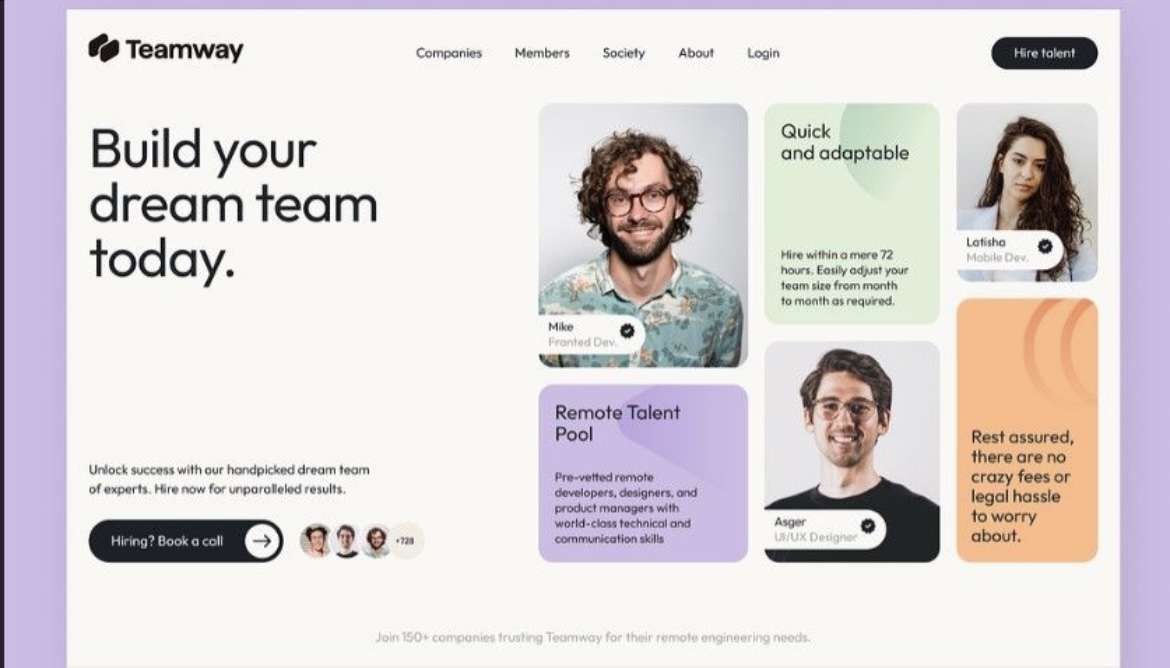 Teamway
Companies
Members
Society
About
Login
Hire talent
Build your
dream team
today.
Unlock success with our handpicked dream team
of experts. Hire now for unparalleled results.
Hiring? Book a call
+728
Mike
Fronted Dev.
Remote Talent
Pool
Pre-vetted remote
developers, designers, and
product managers with
world-class technical and
communication skills
Quick
and adaptable
Hire within a mere 72
hours. Easily adjust your
team size from month
to month as required.
Asger
UI/UX Designer
Latisha
Mobile Dev.
Rest assured,
there are no
crazy fees or
legal hassle
to worry
about.
Join 150+ companies trusting Teamway for their remote engineering needs.